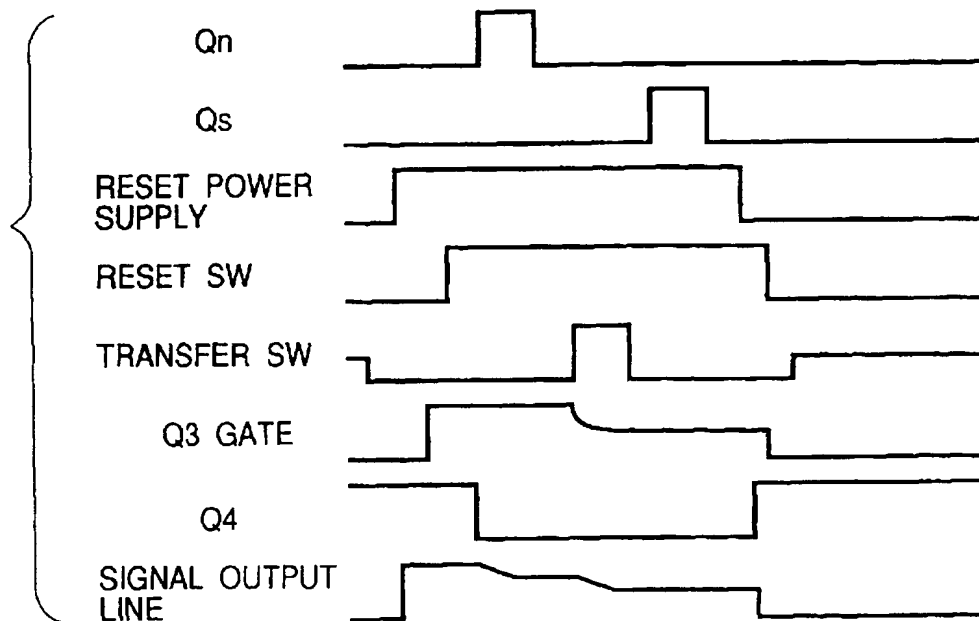 Qn
Qs
RESET POWER
SUPPLY
RESET SW
TRANSFER SW
Q3 GATE
Q4
SIGNAL OUTPUT
LINE